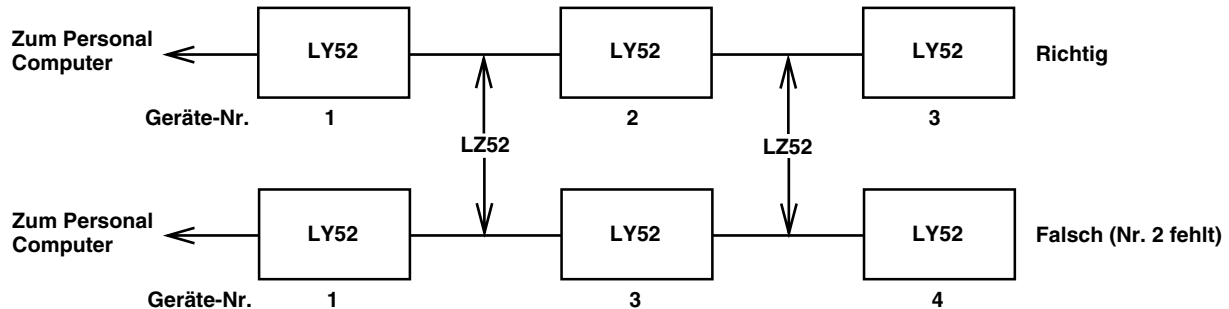 Zum Personal
Computer
LY52
LY52
LY52
Richtig
Geräte-Nr.
1
2
3
LZ52
LZ52
Zum Personal
Computer
LY52
LY52
LY52
Falsch (Nr. 2 fehlt)
Geräte-Nr.
1
3
4